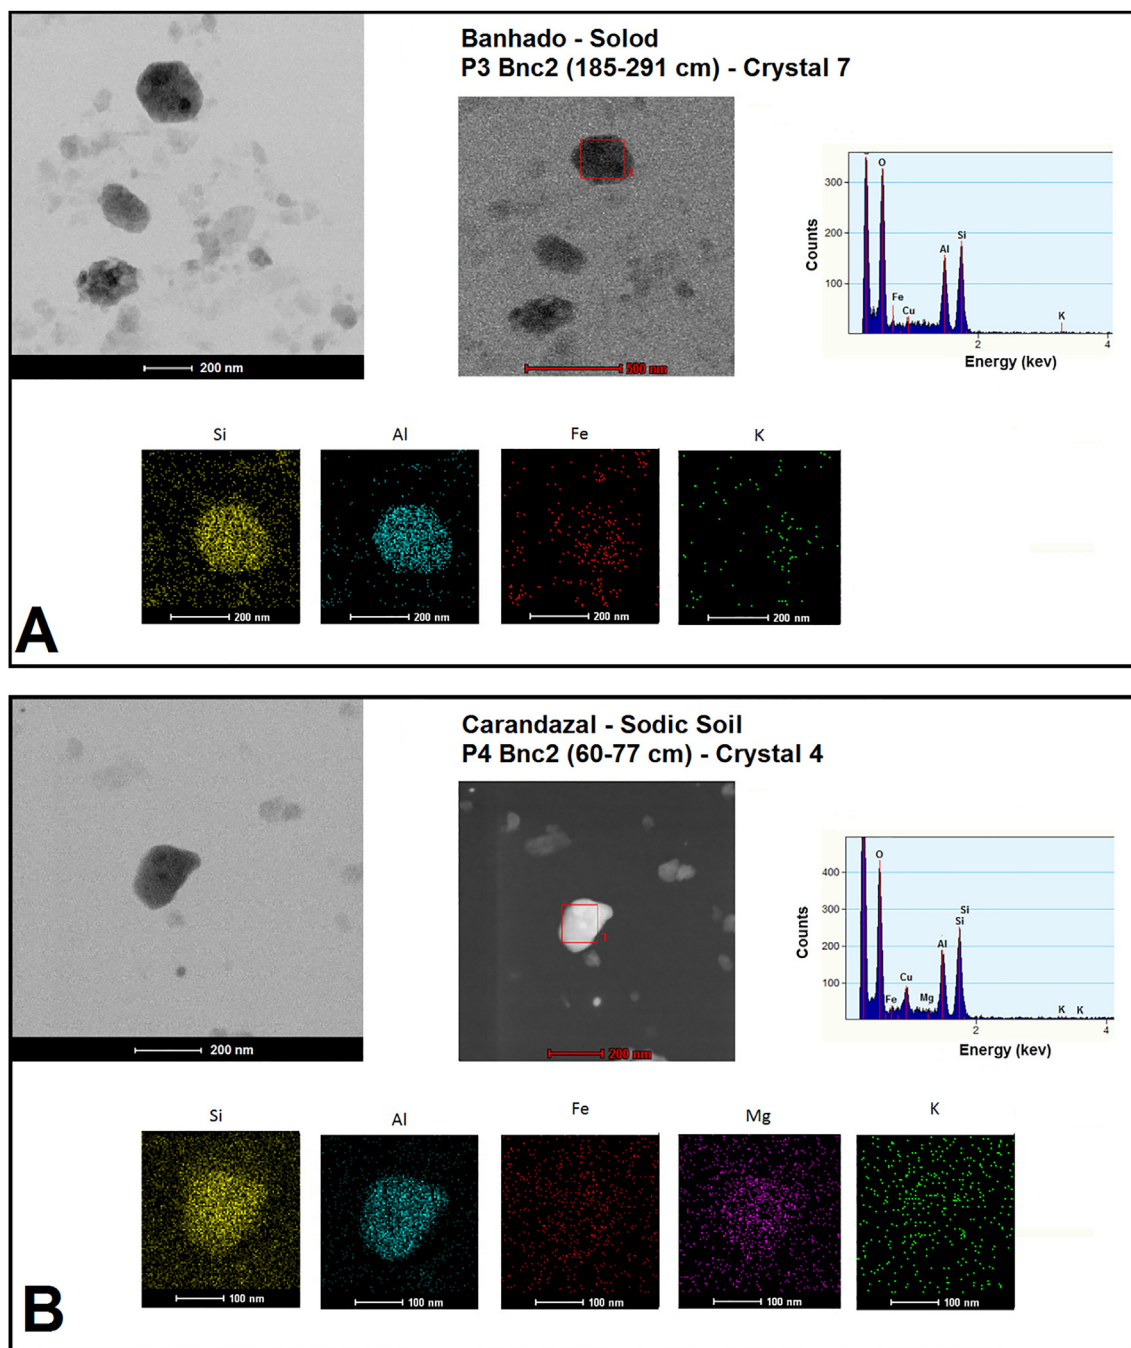 Banhado - Solod
P3 Bnc2 (185-291 cm) - Crystal 7
200 nm
1
500 nm
Counts
300
200
100
O
Fe
Cu
Al
Si
K
2
4
Energy (kev)
Si
Al
Fe
K
200 nm
200 nm
200 nm
200 nm
A
Carandazal - Sodic Soil
P4 Bnc2 (60-77 cm) - Crystal 4
200 nm
1
200 nm
Counts
400
300
200
100
O
Fe
Cu
Mg
Al
Si
Si
K
K
2
4
Energy (kev)
Si
Al
Fe
Mg
K
100 nm
100 nm
100 nm
100 nm
100 nm
B